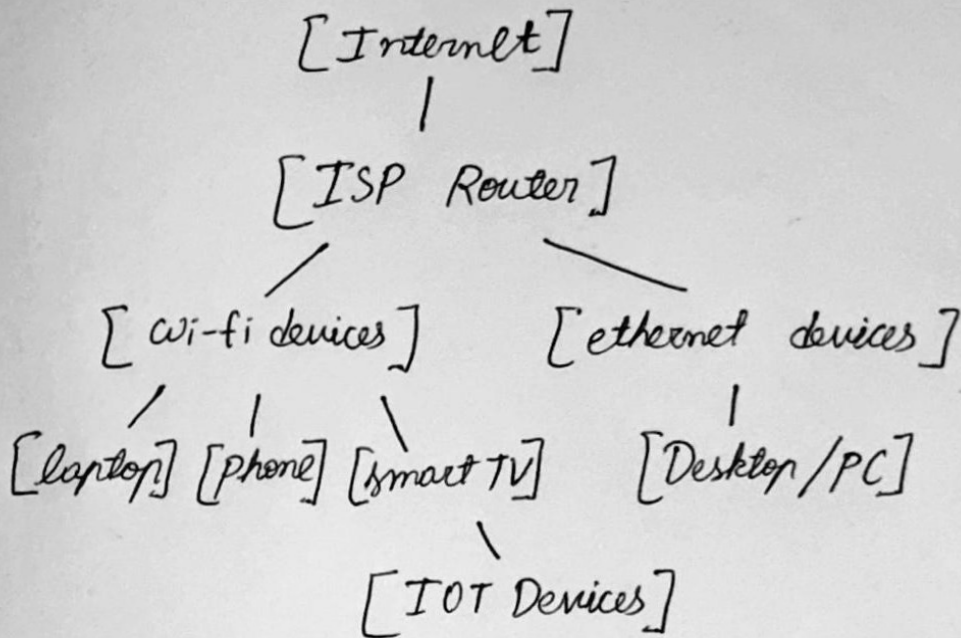 [Internet]
[ISP Router]
[wi-fi devices] [ethernet devices]
[laptop] [phone] [smart TV] [Desktop/PC]
[IOT Devices]